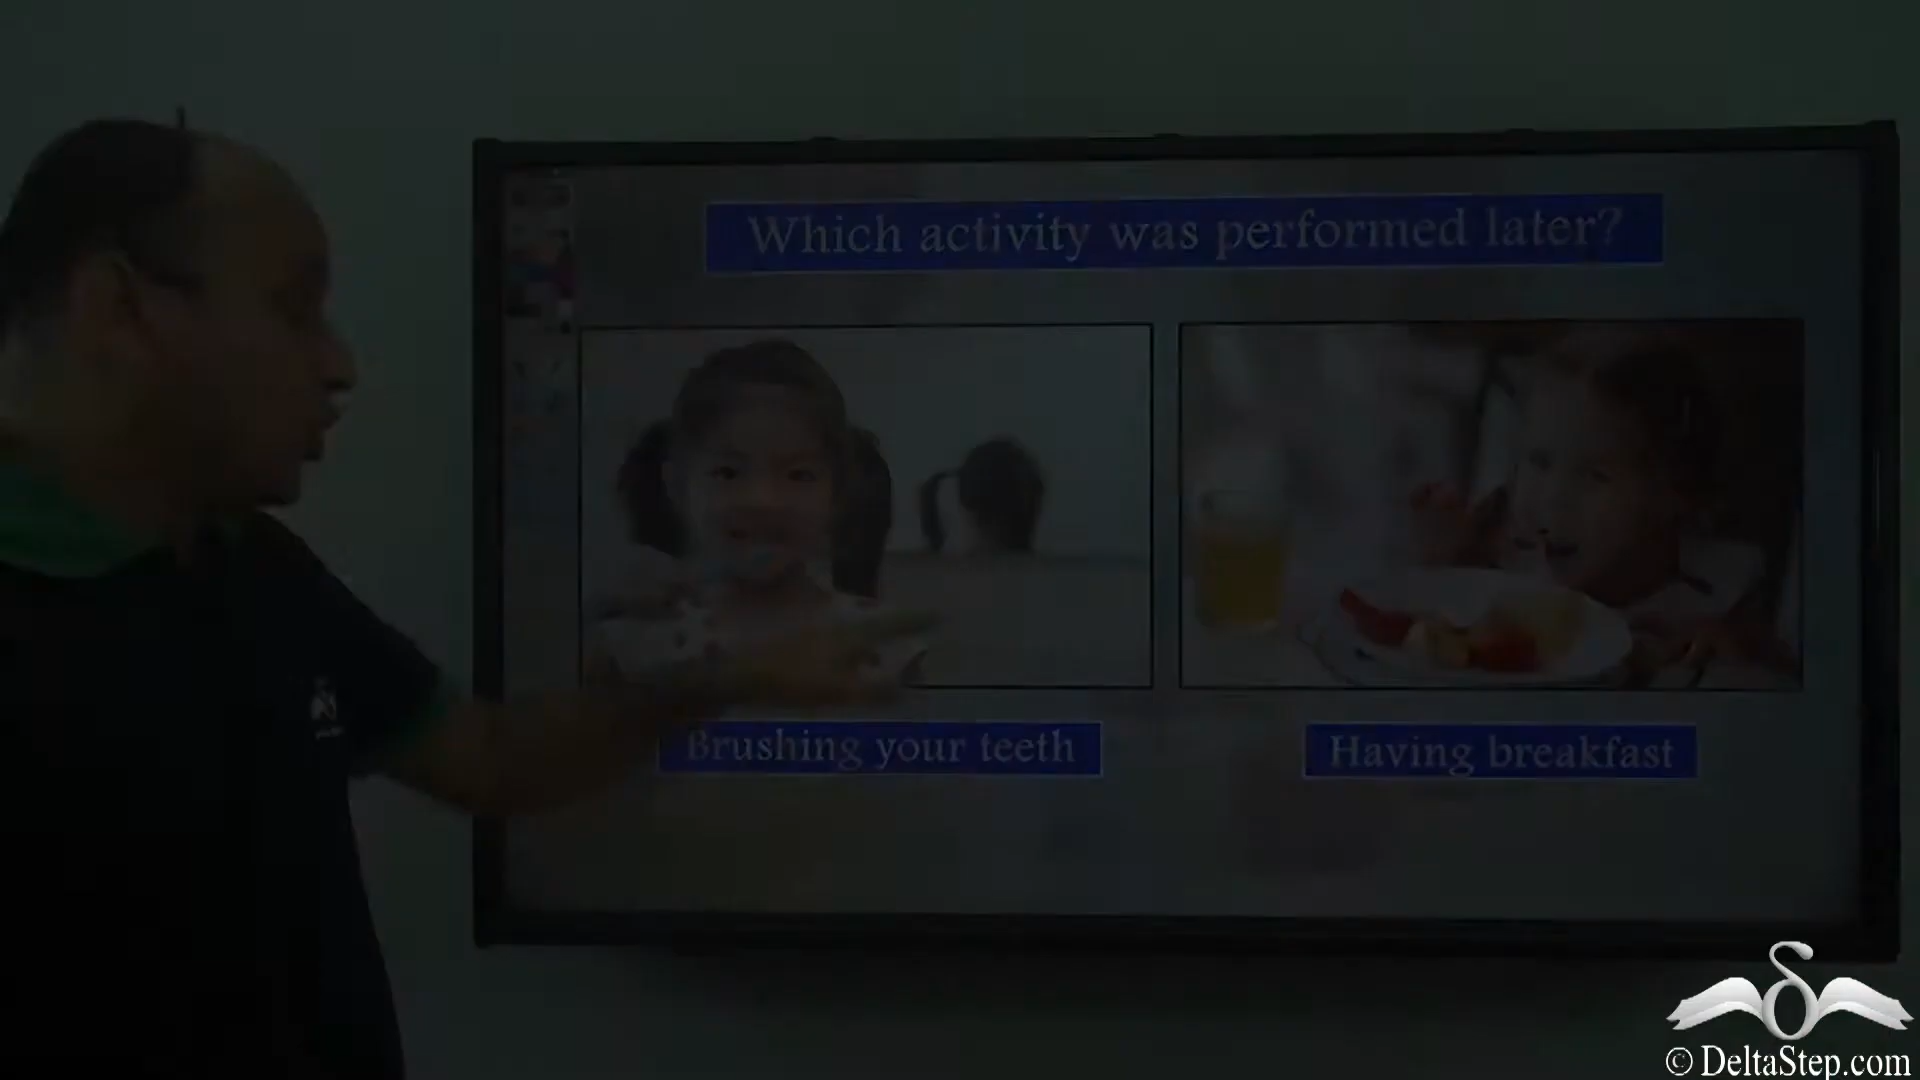 Which activity was performed later?
Brushing your teeth
Having breakfast
© DeltaStep.com